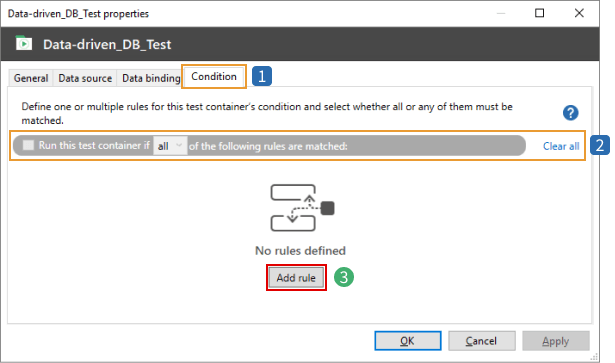 Data-driven_DB_Test properties
Data-driven_DB_Test
General Data source Data binding Condition 1
Define one or multiple rules for this test container's condition and select whether all or any of them must be
matched.
?
Run this test container if all of the following rules are matched: Clear all 2
No rules defined
Add rule 3
OK Cancel Apply